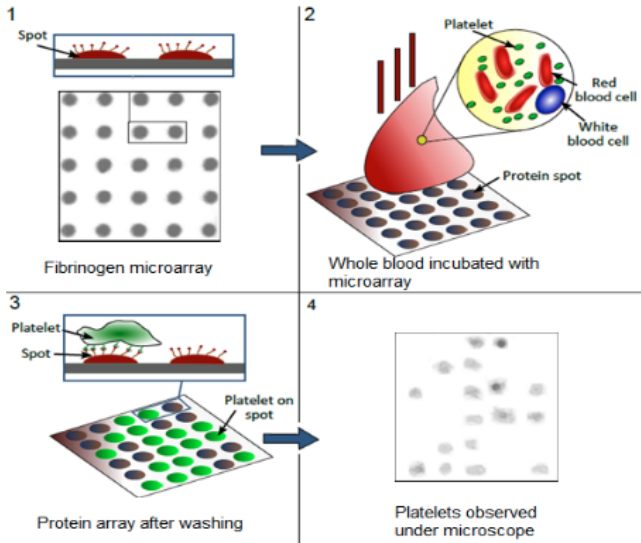 1
Spot
Fibrinogen microarray
2
Platelet
Red
blood cell
White
blood cell
Protein spot
Whole blood incubated with
microarray
3
Platelet
Spot
Platelet on
spot
Protein array after washing
4
Platelets observed
under microscope